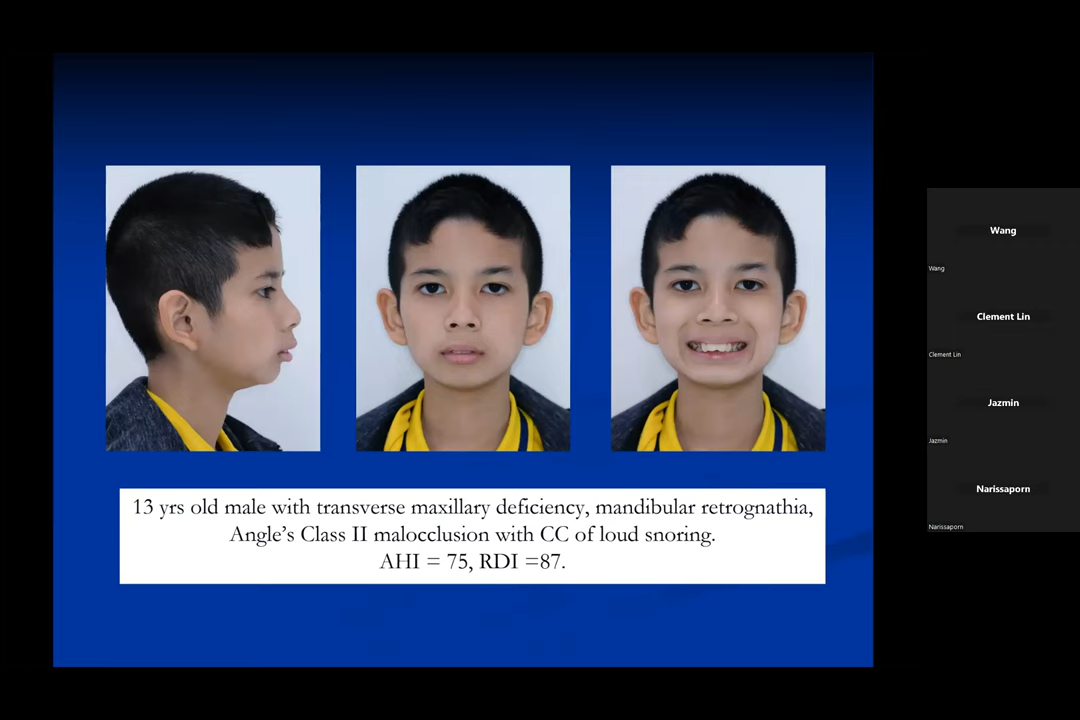 13 yrs old male with transverse maxillary deficiency, mandibular retrognathia,
Angle's Class II malocclusion with CC of loud snoring.
AHI = 75, RDI =87.
Wang
Wang
Clement Lin
Clement Lin
Jazmin
Jazmin
Narissaporn
Narissaporn